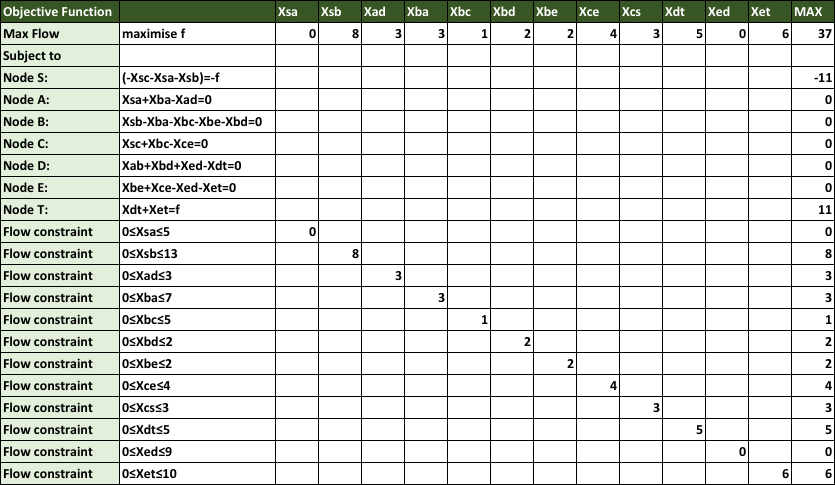 Objective Function Xsa Xsb Xad Xba Xbc Xbd Xbe Xce Xcs Xdt Xed Xet MAX
Max Flow maximise f 0 8 3 3 1 2 2 4 3 5 0 6 37
Subject to
Node S: (-Xsc-Xsa-Xsb)=-f -11
Node A: Xsa+Xba-Xad=0 0
Node B: Xsb-Xba-Xbc-Xbe-Xbd=0 0
Node C: Xsc+Xbc-Xce=0 0
Node D: Xab+Xbd+Xed-Xdt=0 0
Node E: Xbe+Xce-Xed-Xet=0 0
Node T: Xdt+Xet=f 11
Flow constraint 0≤Xsa≤5 0 0
Flow constraint 0≤Xsb≤13 8 8
Flow constraint 0≤Xad≤3 3 3
Flow constraint 0≤Xba≤7 3 3
Flow constraint 0≤Xbc≤5 1 1
Flow constraint 0≤Xbd≤2 2 2
Flow constraint 0≤Xbe≤2 2 2
Flow constraint 0≤Xce≤4 4 4
Flow constraint 0≤Xcs≤3 3 3
Flow constraint 0≤Xdt≤5 5 5
Flow constraint 0≤Xed≤9 0 0
Flow constraint 0≤Xet≤10 6 6